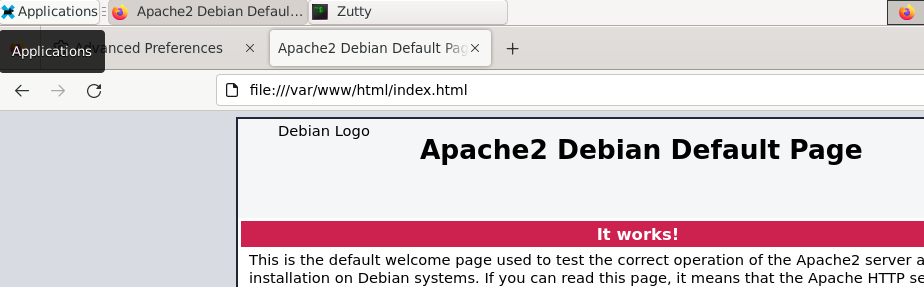 Applications
Apache2 Debian Defaul...
Zutty
Applications
dvanced Preferences
Apache2 Debian Default Pag
file:///var/www/html/index.html
Debian Logo
Apache2 Debian Default Page
It works!
This is the default welcome page used to test the correct operation of the Apache2 server a
installation on Debian systems. If you can read this page, it means that the Apache HTTP se